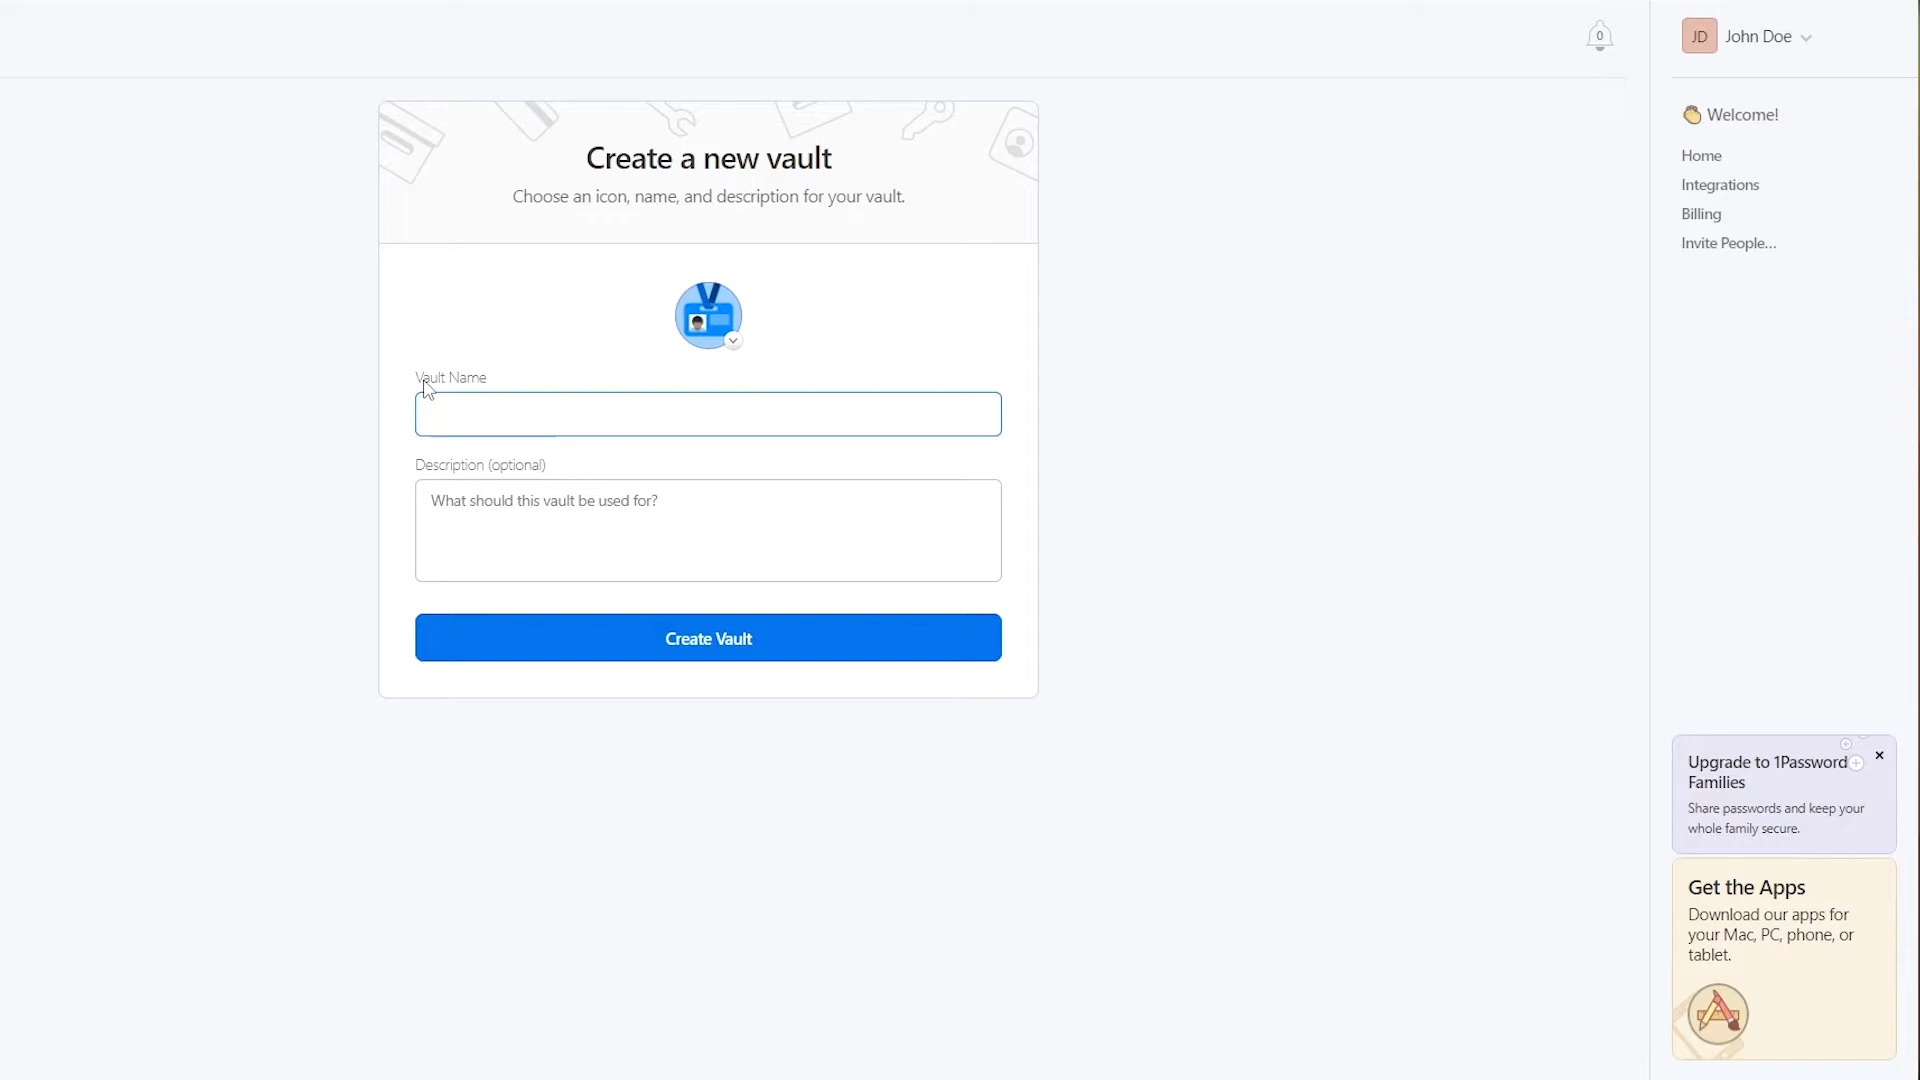 0
JD John Doe
Create a new vault
Choose an icon, name, and description for your vault.
Vault Name
Description (optional)
What should this vault be used for?
Create Vault
Welcome!
Home
Integrations
Billing
Invite People...
Upgrade to 1Password
Families
Share passwords and keep your
whole family secure.
Get the Apps
Download our apps for
your Mac, PC, phone, or
tablet.